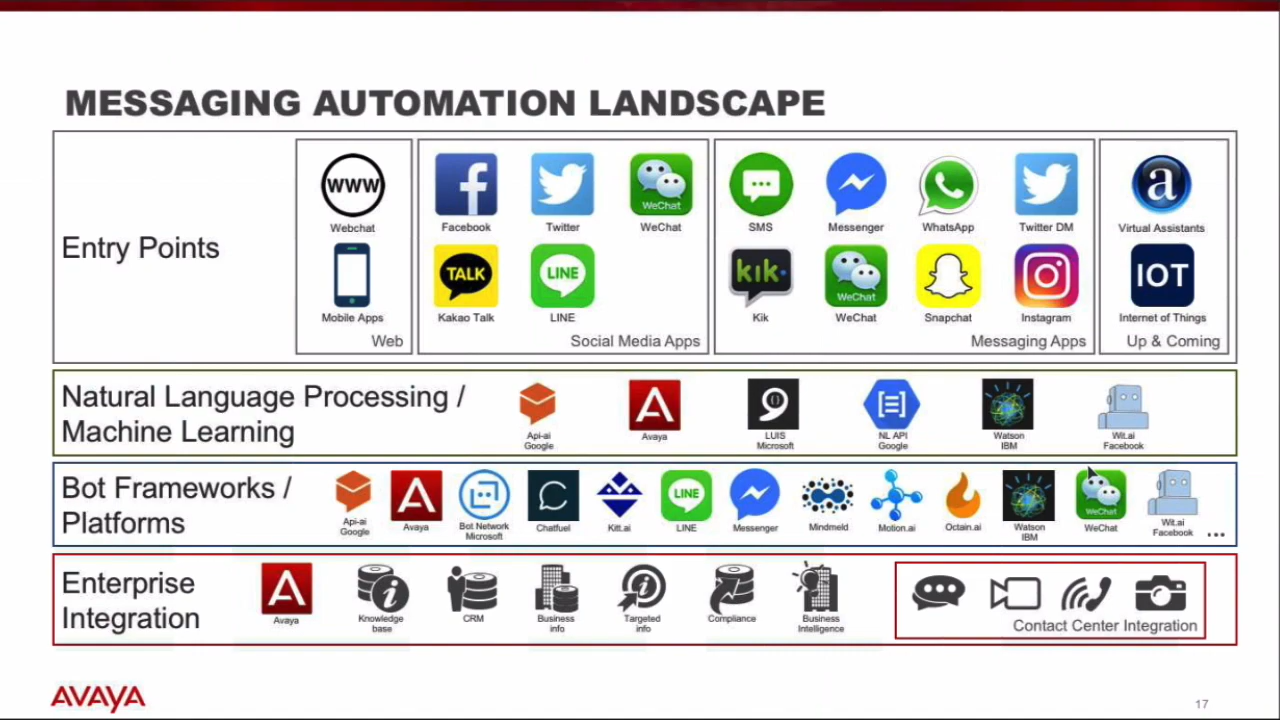 MESSAGING AUTOMATION LANDSCAPE
Entry Points
WWW
Webchat
Mobile Apps
Web
Facebook
Twitter
WeChat
WeChat
TALK
Kakao Talk
LINE
LINE
Social Media Apps
SMS
Messenger
WhatsApp
Twitter DM
kik
Kik
WeChat
WeChat
Snapchat
Instagram
Messaging Apps
a
Virtual Assistants
IOT
Internet of Things
Up & Coming
Natural Language Processing /
Machine Learning
Api-ai
Google
Avaya
LUIS
Microsoft
NL API
Google
Watson
IBM
Wit.ai
Facebook
Bot Frameworks /
Platforms
Api-ai
Google
Avaya
Bot Network
Microsoft
Chatfuel
Kitt.ai
LINE
LINE
Messenger
Mindmeld
Motion.ai
Octain.ai
Watson
IBM
WeChat
WeChat
Wit.ai
Facebook
...
Enterprise
Integration
Avaya
Knowledge
base
CRM
Business
info
Targeted
info
Compliance
Business
Intelligence
Contact Center Integration
AVAYA
17